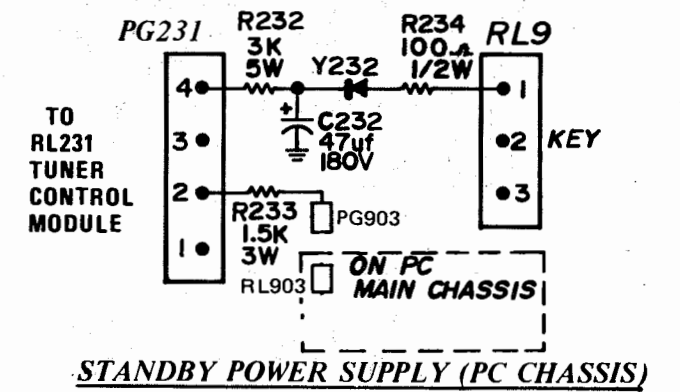 PG231
R232
3K
5W
R234
100Ω
1/2W
RL9
Y232
4
1
+
C232
47uf
180V
TO
RL231
TUNER
CONTROL
MODULE
3
2 KEY
2
3
R233
1.5K
3W
PG903
1
RL903
ON PC
MAIN CHASSIS
STANDBY POWER SUPPLY (PC CHASSIS)